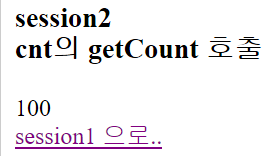 session2
cnt의 getCount 호출
100
session1 으로..